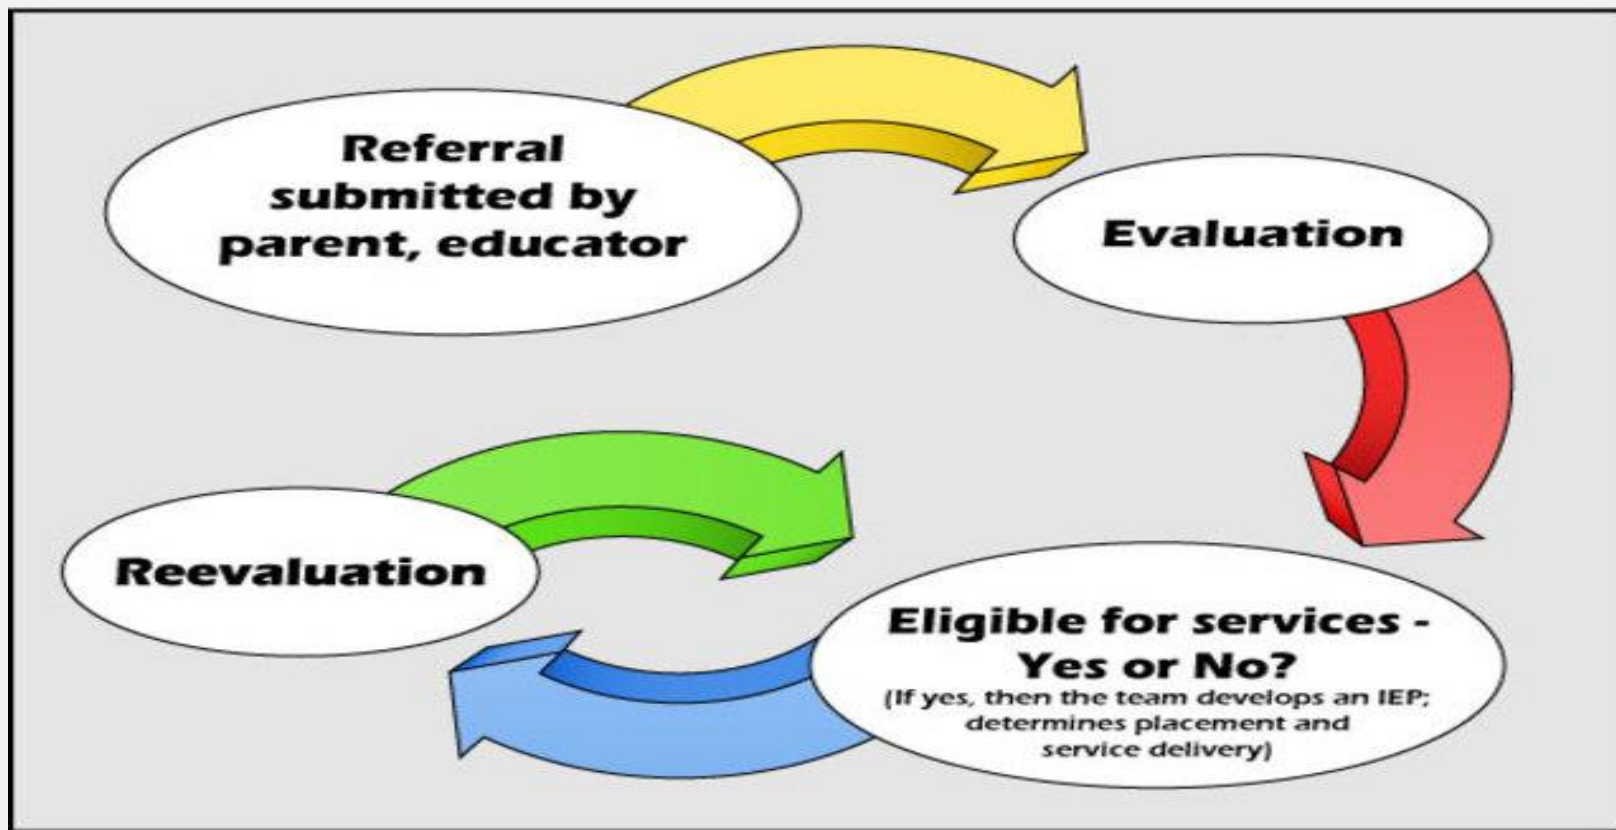 Referral
submitted by
parent, educator
Evaluation
Reevaluation
Eligible for services -
Yes or No?
(If yes, then the team develops an IEP;
determines placement and
service delivery)